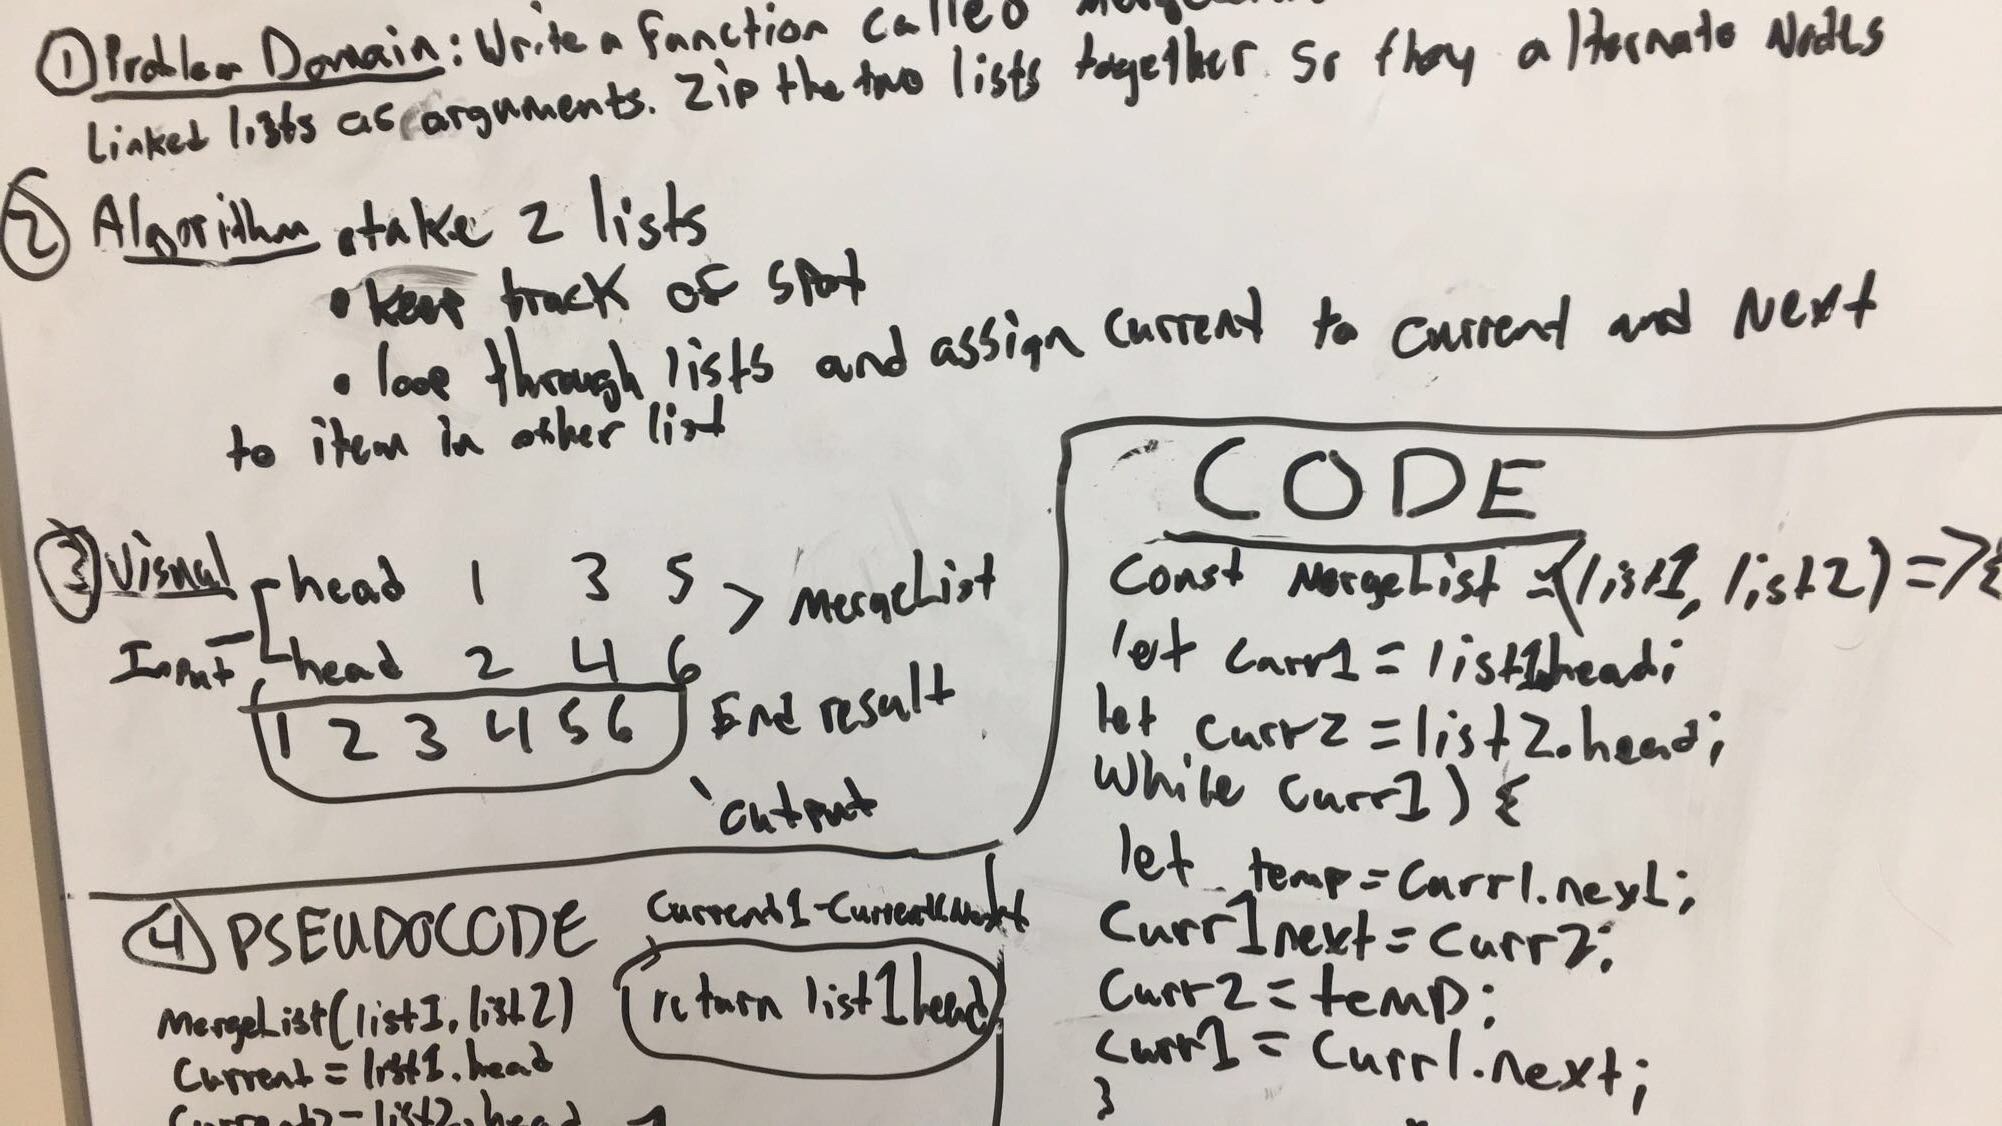 ① Problem Domain: Write a function called
Linked lists as arguments. Zip the two lists together so they alternate Nodes
② Algorithm • take 2 lists
• keep track of spot
• loop through lists and assign current to current and Next
to item in other list
③ Visual
head 1 3 5 > MergeList
Input
head 2 4 6
1 2 3 4 5 6 End result
output
④ PSEUDOCODE
MergeList(list1, list2)
Current = list1.head
Current2 = list2.head
return list1head
CODE
Const MergeList = (list1, list2) => {
let curr1 = list1.head;
let curr2 = list2.head;
While curr1) {
let temp = Curr1.next;
Curr1next = Curr2;
Curr2 = temp;
Curr1 = Curr1.next;
}